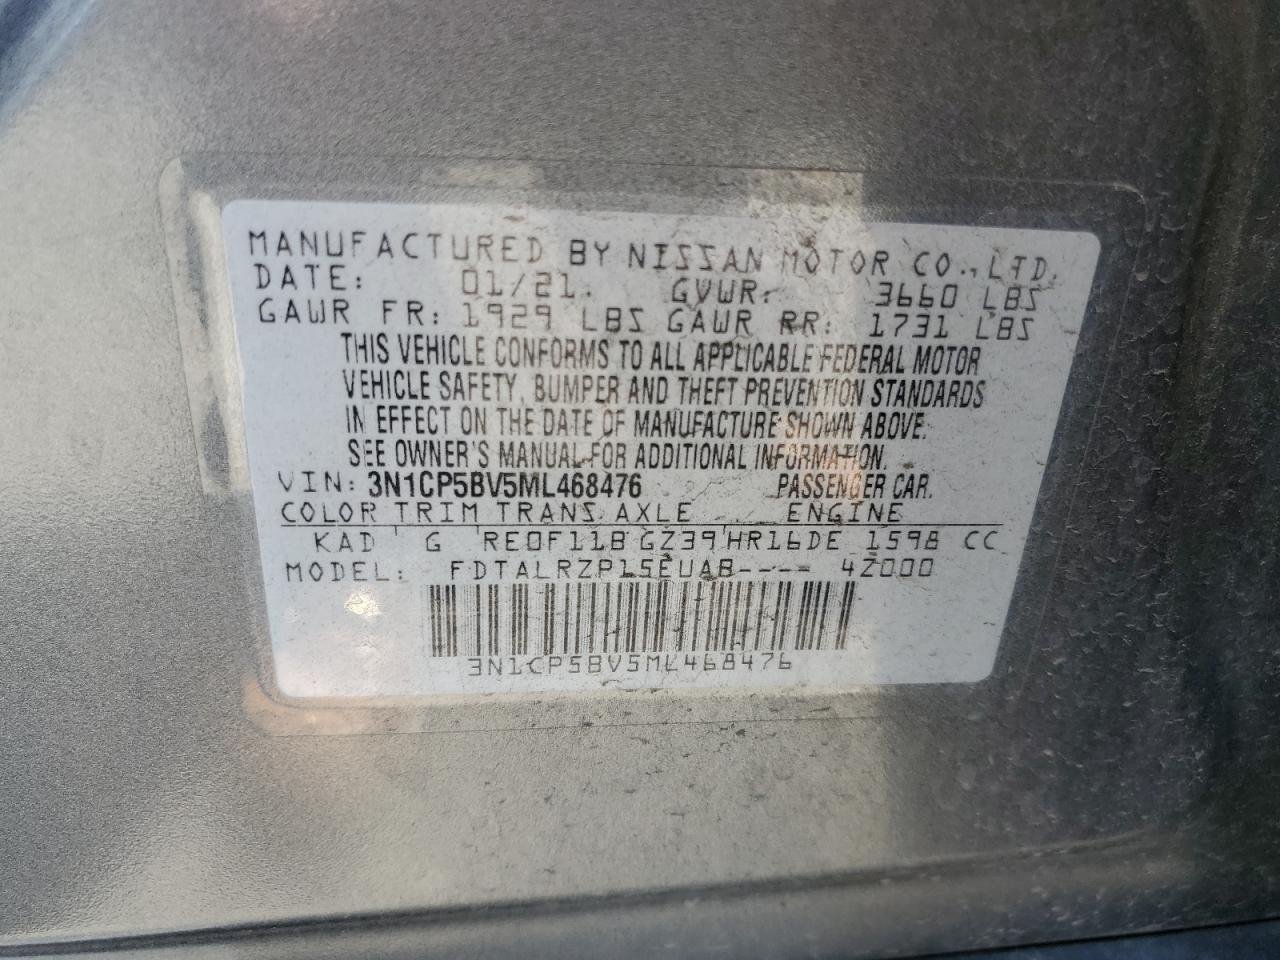 MANUFACTURED BY NISSAN MOTOR CO., LTD.
DATE: 01/21. GVWR: 3660 LBS
GAWR FR: 1929 LBS GAWR RR: 1731 LBS
THIS VEHICLE CONFORMS TO ALL APPLICABLE FEDERAL MOTOR
VEHICLE SAFETY, BUMPER AND THEFT PREVENTION STANDARDS
IN EFFECT ON THE DATE OF MANUFACTURE SHOWN ABOVE.
SEE OWNER'S MANUAL FOR ADDITIONAL INFORMATION.
VIN: 3N1CP5BV5ML468476 PASSENGER CAR.
COLOR TRIM TRANS AXLE ENGINE
KAD G RE0F11B GZ39 HR16DE 1598 CC
MODEL: FDTALRZP15EUAB---- 4Z000
3N1CP5BV5ML468476